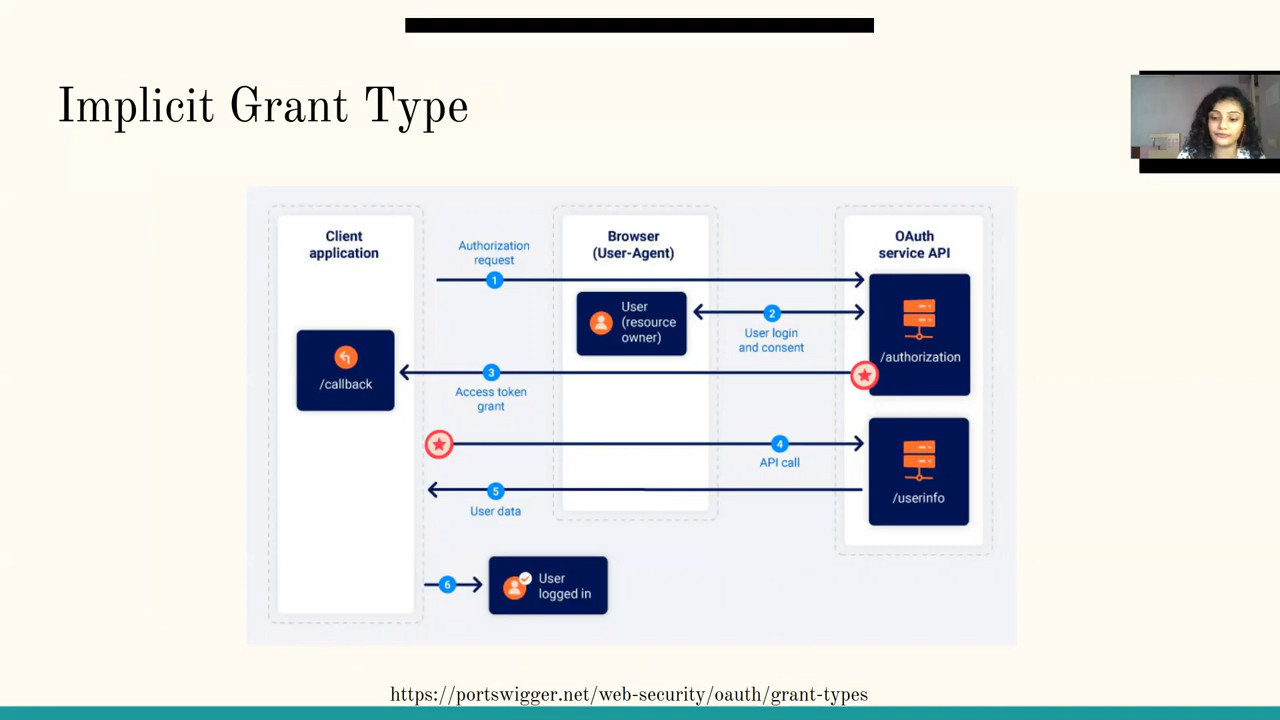 Implicit Grant Type
Client
application
Authorization
request
1
Browser
(User-Agent)
OAuth
service API
User
(resource
owner)
2
User login
and consent
/authorization
/callback
3
Access token
grant
4
API call
/userinfo
5
User data
6
User
logged in
https://portswigger.net/web-security/oauth/grant-types